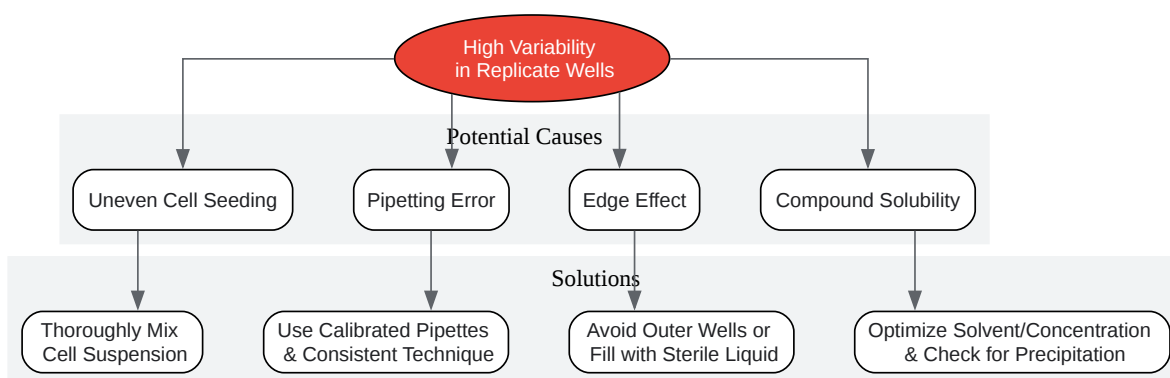 High Variability
in Replicate Wells
Potential Causes
Uneven Cell Seeding
Pipetting Error
Edge Effect
Compound Solubility
Solutions
Thoroughly Mix
Cell Suspension
Use Calibrated Pipettes
& Consistent Technique
Avoid Outer Wells or
Fill with Sterile Liquid
Optimize Solvent/Concentration
& Check for Precipitation